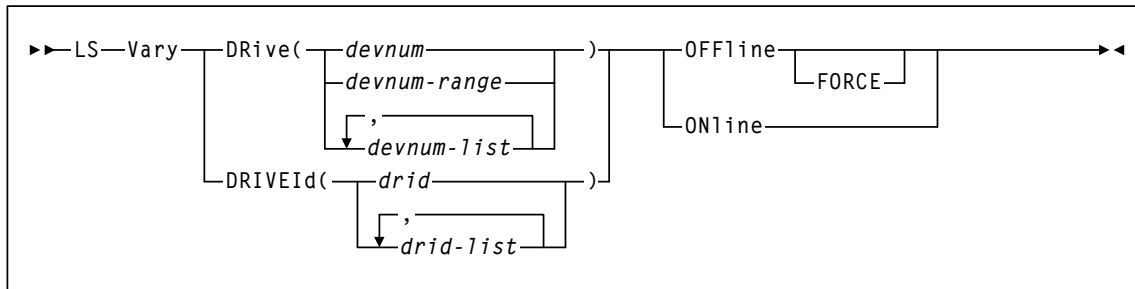 LS Vary DRive( devnum ) OFFline
devnum-range FORCE
, ONline
devnum-list
DRIVEId( drid )
,
drid-list